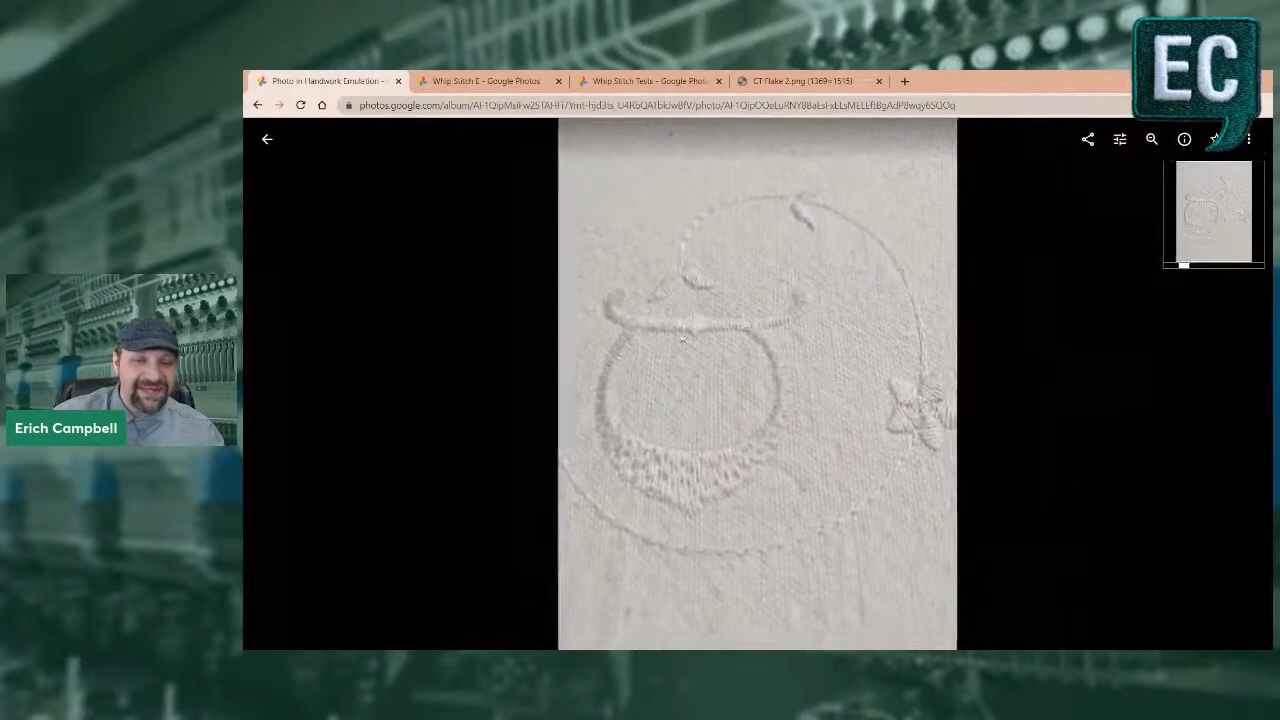 EC
Photo in Handwork Emulation -
Whip Stitch E - Google Photos
Whip Stitch Tests - Google Photo
CT Flake 2.png (1369×1515)
Erich Campbell